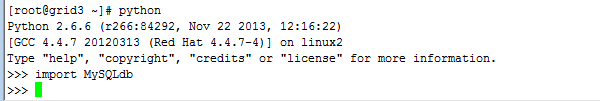 [root@grid3 ~]# python
Python 2.6.6 (r266:84292, Nov 22 2013, 12:16:22)
[GCC 4.4.7 20120313 (Red Hat 4.4.7-4)] on linux2
Type "help", "copyright", "credits" or "license" for more information.
>>> import MySQLdb
>>>